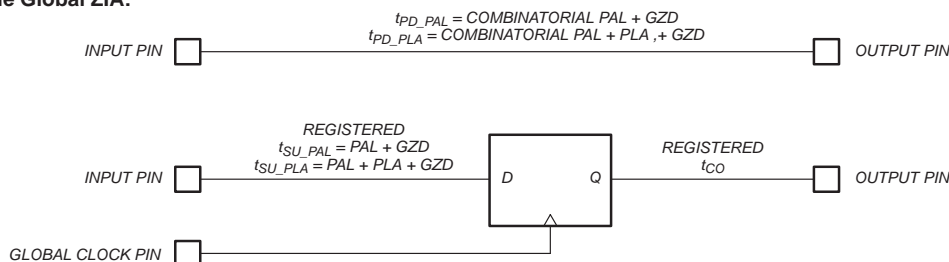 e Global ZIA.
tPD_PAL = COMBINATORIAL PAL + GZD
tPD_PLA = COMBINATORIAL PAL + PLA ,+ GZD
INPUT PIN
OUTPUT PIN
REGISTERED
tSU_PAL = PAL + GZD
tSU_PLA = PAL + PLA + GZD
REGISTERED
tCO
INPUT PIN
D
Q
OUTPUT PIN
GLOBAL CLOCK PIN